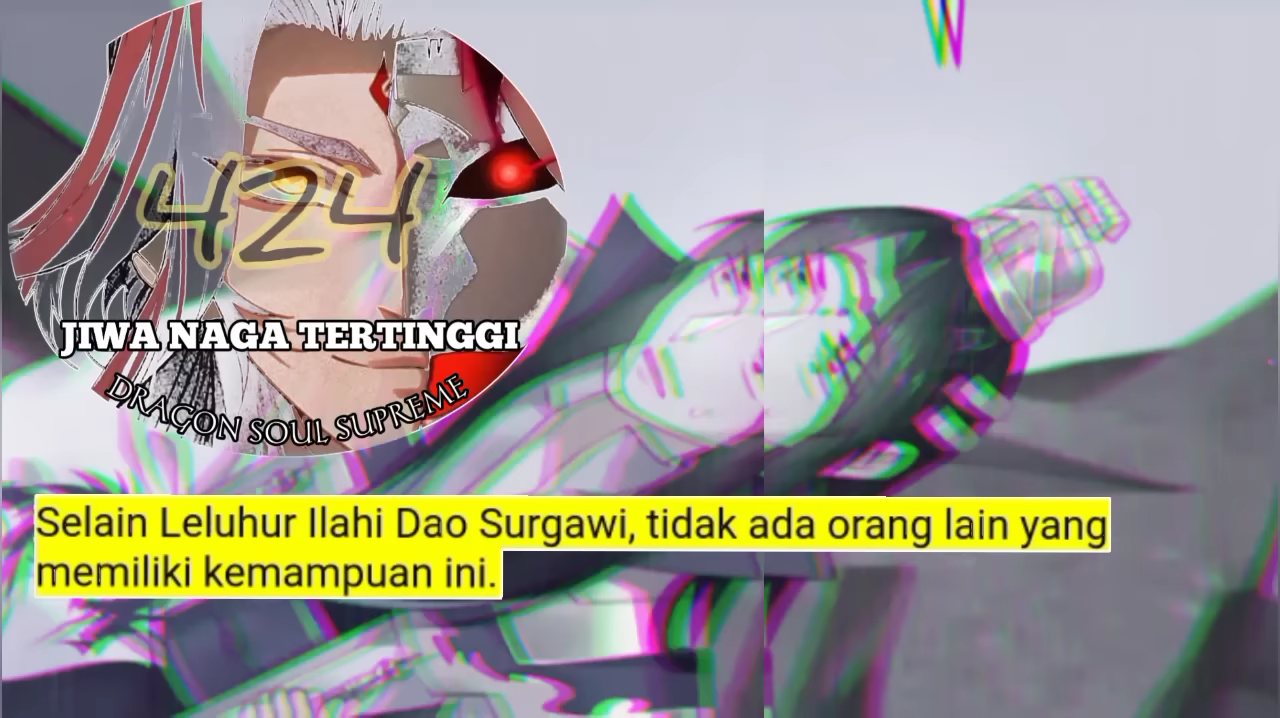 424
JIWA NAGA TERTINGGI
DRAGON SOUL SUPREME
Selain Leluhur Ilahi Dao Surgawi, tidak ada orang lain yang
memiliki kemampuan ini.